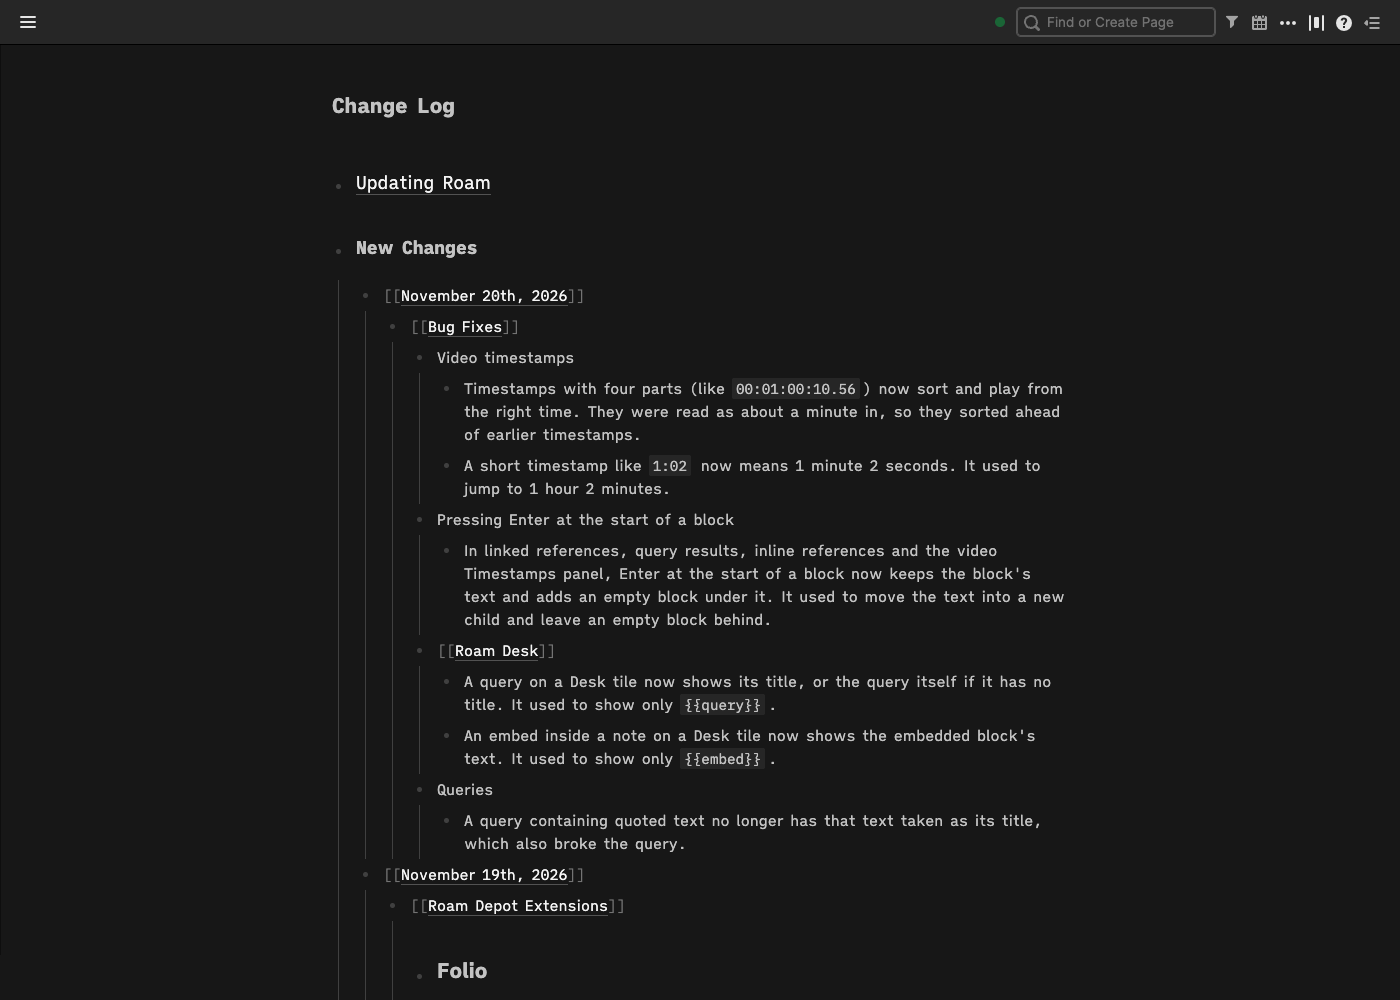 Find or Create Page
Change Log
Updating Roam
New Changes
[[November 20th, 2026]]
[[Bug Fixes]]
Video timestamps
Timestamps with four parts (like 00:01:00:10.56) now sort and play from
the right time. They were read as about a minute in, so they sorted ahead
of earlier timestamps.
A short timestamp like 1:02 now means 1 minute 2 seconds. It used to
jump to 1 hour 2 minutes.
Pressing Enter at the start of a block
In linked references, query results, inline references and the video
Timestamps panel, Enter at the start of a block now keeps the block's
text and adds an empty block under it. It used to move the text into a new
child and leave an empty block behind.
[[Roam Desk]]
A query on a Desk tile now shows its title, or the query itself if it has no
title. It used to show only {{query}}.
An embed inside a note on a Desk tile now shows the embedded block's
text. It used to show only {{embed}}.
Queries
A query containing quoted text no longer has that text taken as its title,
which also broke the query.
[[November 19th, 2026]]
[[Roam Depot Extensions]]
Folio